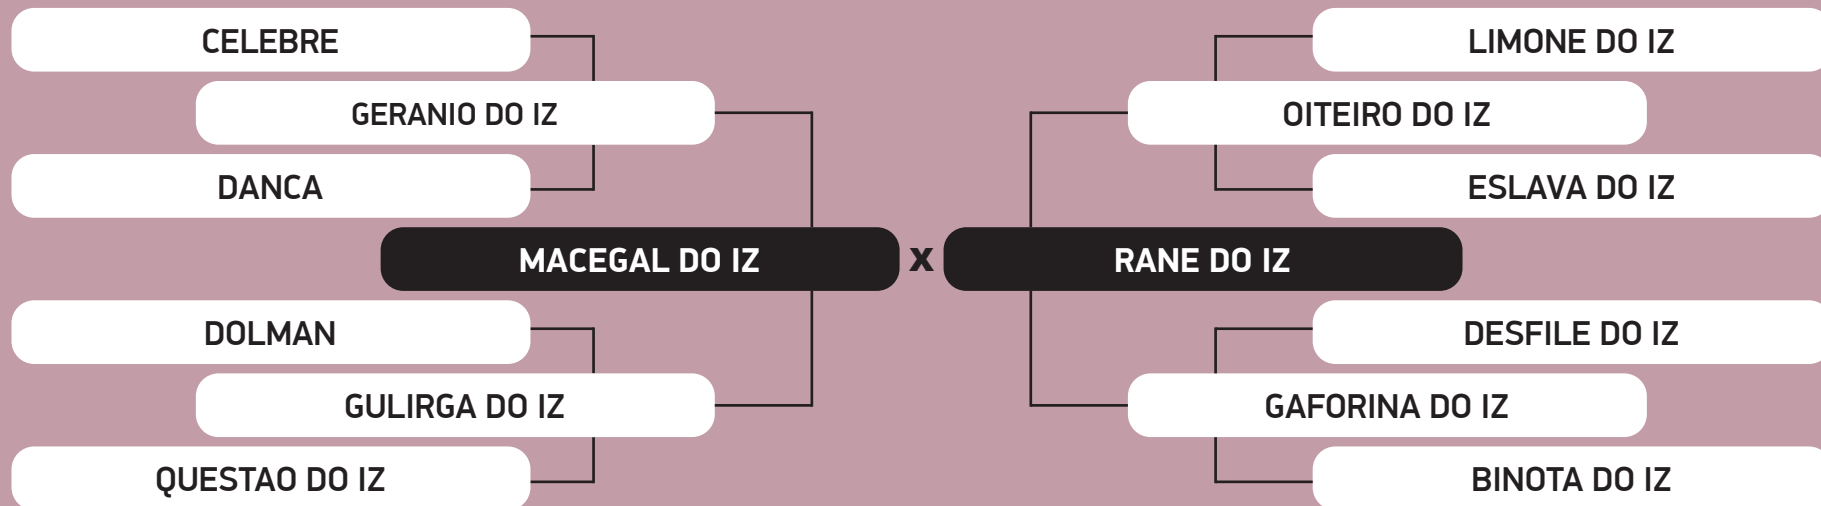 CELEBRE
LIMONE DO IZ
GERANIO DO IZ
OITEIRO DO IZ
DANCA
ESLAVA DO IZ
MACEGAL DO IZ X RANE DO IZ
DOLMAN
DESFILE DO IZ
GULIRGA DO IZ
GAFORINA DO IZ
QUESTAO DO IZ
BINOTA DO IZ